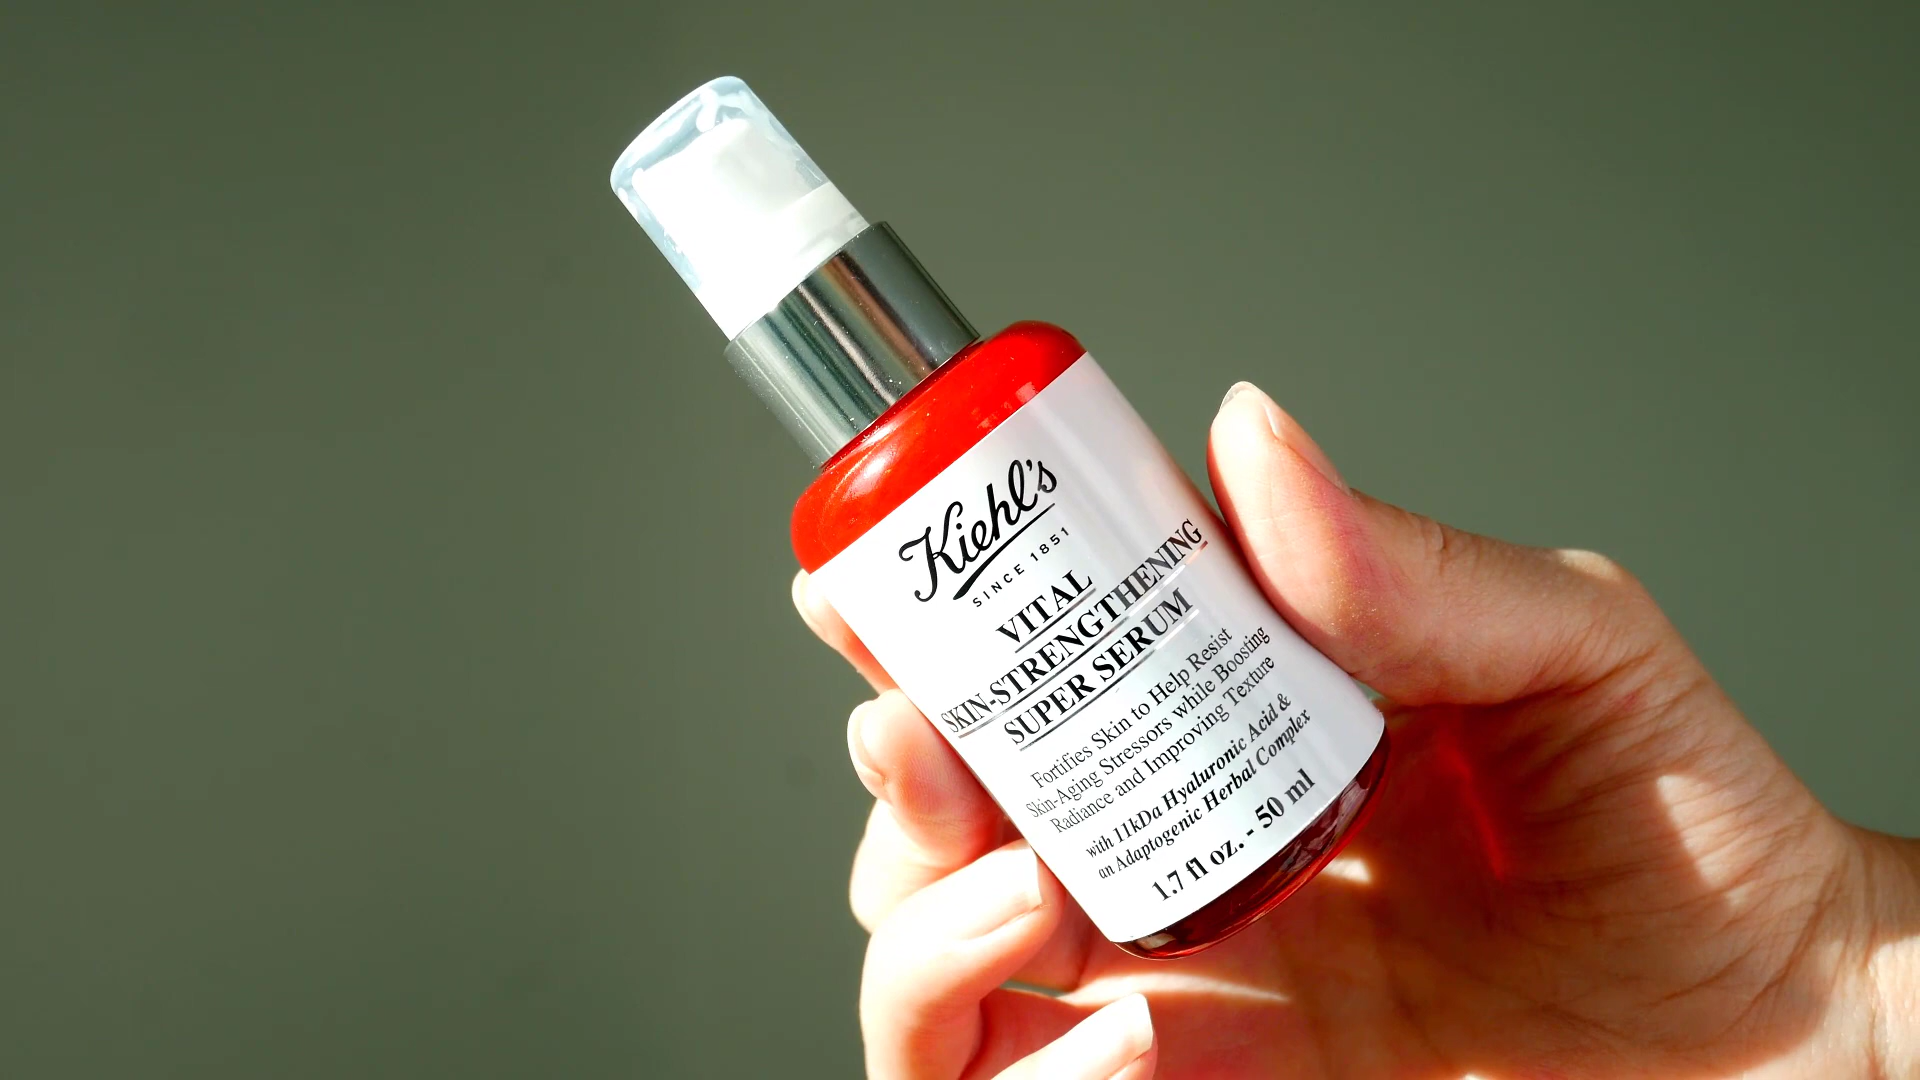 Kiehl's
SINCE 1851
VITAL
SKIN-STRENGTHENING
SUPER SERUM
Fortifies Skin to Help Resist
Skin-Aging Stressors while Boosting
Radiance and Improving Texture
with 11kDa Hyaluronic Acid &
an Adaptogenic Herbal Complex
1.7 fl oz. - 50 ml